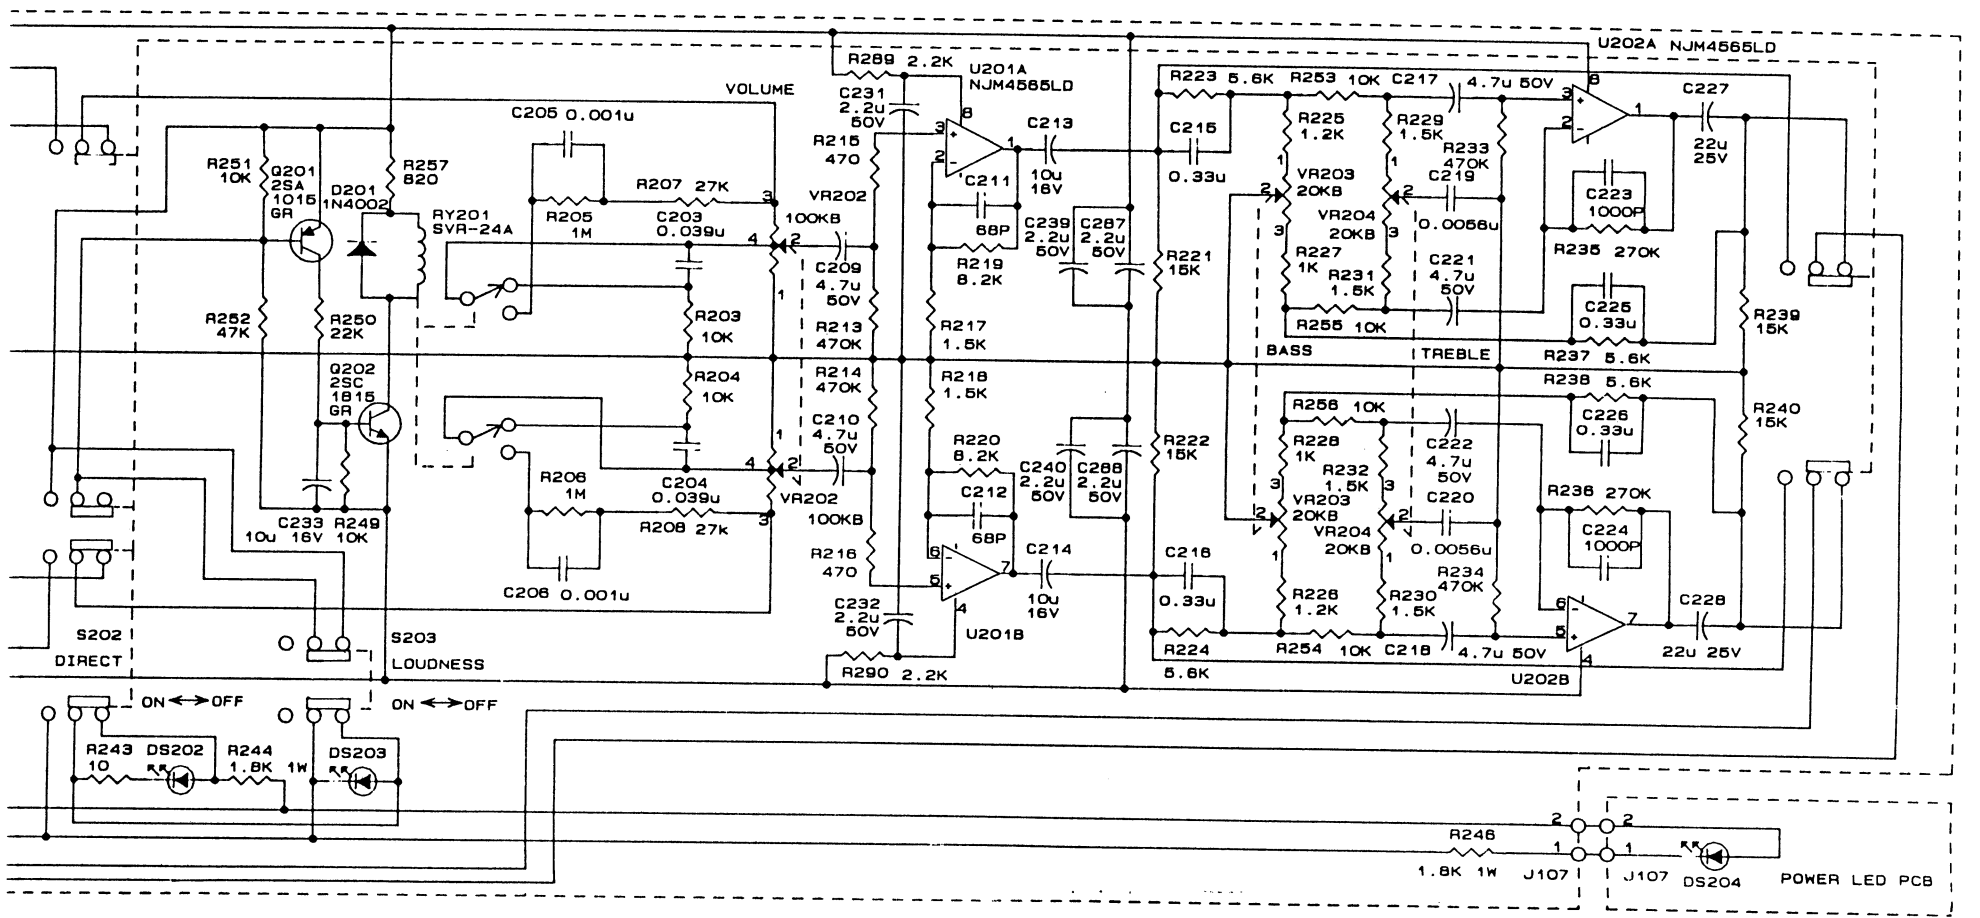 U202A NJM4565LD
R289 2.2K
U201A
NJM4565LD
R223 5.6K
R253 10K
C217 4.7u 50V
C227
22u
25V
VOLUME
C231
2.2u
50V
C205 0.001u
R215
470
C213
10u
16V
C215
0.33u
R225
1.2K
R229
1.5K
R233
470K
R251
10K
Q201
2SA
1015
GR
D201
1N4002
R257
820
RY201
SVR-24A
R205
1M
R207 27K
C203
0.039u
VR202
100KB
C211
68P
C239
2.2u
50V
C287
2.2u
50V
VR203
20KB
VR204
20KB
C219
0.0056u
C223
1000P
R235 270K
C209
4.7u
50V
R219
8.2K
R221
15K
R227
1K
R231
1.5K
C221
4.7u
50V
C225
0.33u
R252
47K
R250
22K
R203
10K
R213
470K
R217
1.5K
R255 10K
R239
15K
R237 5.6K
BASS
TREBLE
Q202
2SC
1815
GR
R204
10K
R214
470K
R218
1.5K
R238 5.6K
R256 10K
C226
0.33u
R240
15K
C210
4.7u
50V
R220
8.2K
C240
2.2u
50V
C288
2.2u
50V
R222
15K
R228
1K
R232
1.5K
C222
4.7u
50V
C233
10u 16V
R249
10K
R206
1M
C204
0.039u
R208 27k
VR202
100KB
C212
68P
VR203
20KB
VR204
20KB
C220
0.0056u
R236 270K
C224
1000P
C206 0.001u
R216
470
C214
10u
16V
C216
0.33u
R226
1.2K
R230
1.5K
R234
470K
C232
2.2u
50V
U201B
C228
22u 25V
S202
DIRECT
S203
LOUDNESS
R290 2.2K
R224
5.6K
R254 10K
C218 4.7u 50V
U202B
ON ↔ OFF
ON ↔ OFF
R243
10
DS202
R244
1.8K 1W
DS203
R246
1.8K 1W
2
1
J107
2
1
J107
DS204
POWER LED PCB